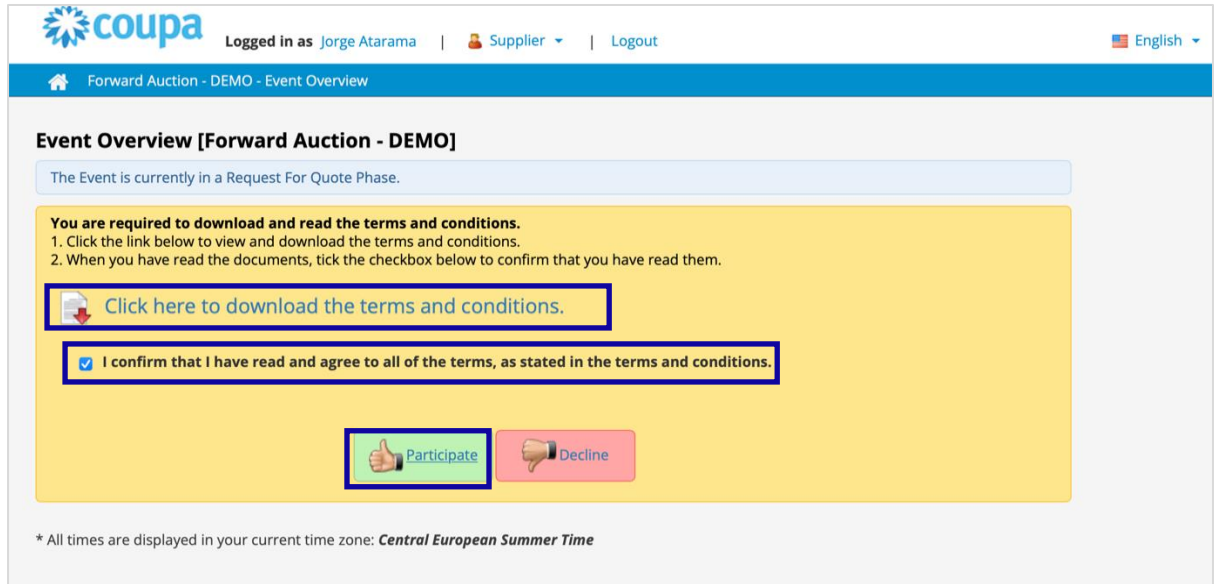 coupa
Logged in as Jorge Atarama | Supplier | Logout
English
Forward Auction - DEMO - Event Overview
Event Overview [Forward Auction - DEMO]
The Event is currently in a Request For Quote Phase.
You are required to download and read the terms and conditions.
1. Click the link below to view and download the terms and conditions.
2. When you have read the documents, tick the checkbox below to confirm that you have read them.
Click here to download the terms and conditions.
I confirm that I have read and agree to all of the terms, as stated in the terms and conditions.
Participate
Decline
* All times are displayed in your current time zone: Central European Summer Time